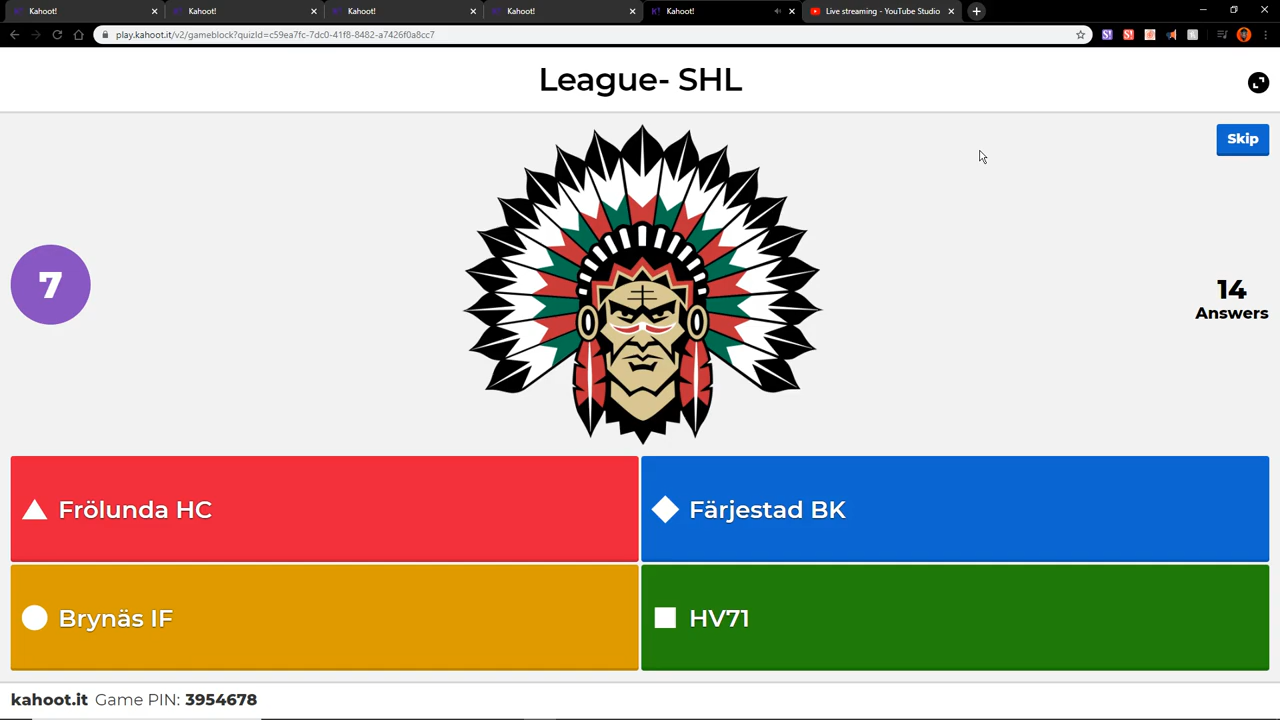 Kahoot!
Kahoot!
Kahoot!
Kahoot!
Kahoot!
Live streaming - YouTube Studio
play.kahoot.it/v2/gameblock?quizId=c59ea7fc-7dc0-41f8-8482-a7426f0a8cc7
League- SHL
Skip
7
14
Answers
Frölunda HC
Färjestad BK
Brynäs IF
HV71
kahoot.it Game PIN: 3954678